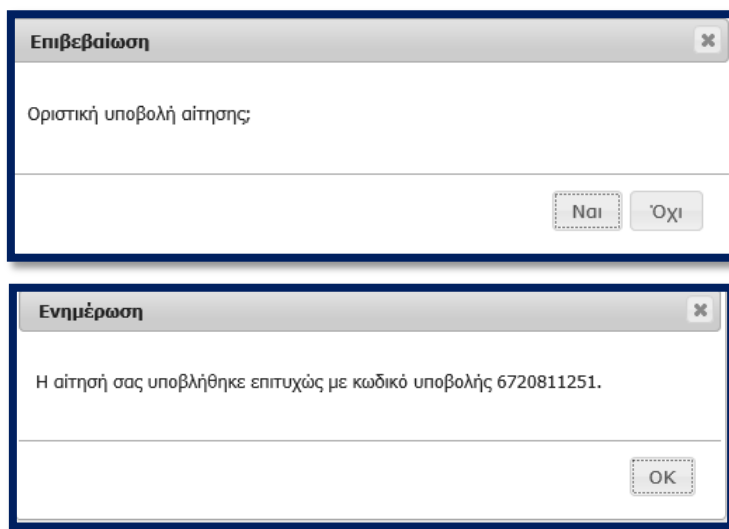 Επιβεβαίωση
Οριστική υποβολή αίτησης;
Ναι Όχι
Ενημέρωση
Η αίτησή σας υποβλήθηκε επιτυχώς με κωδικό υποβολής 6720811251.
OK